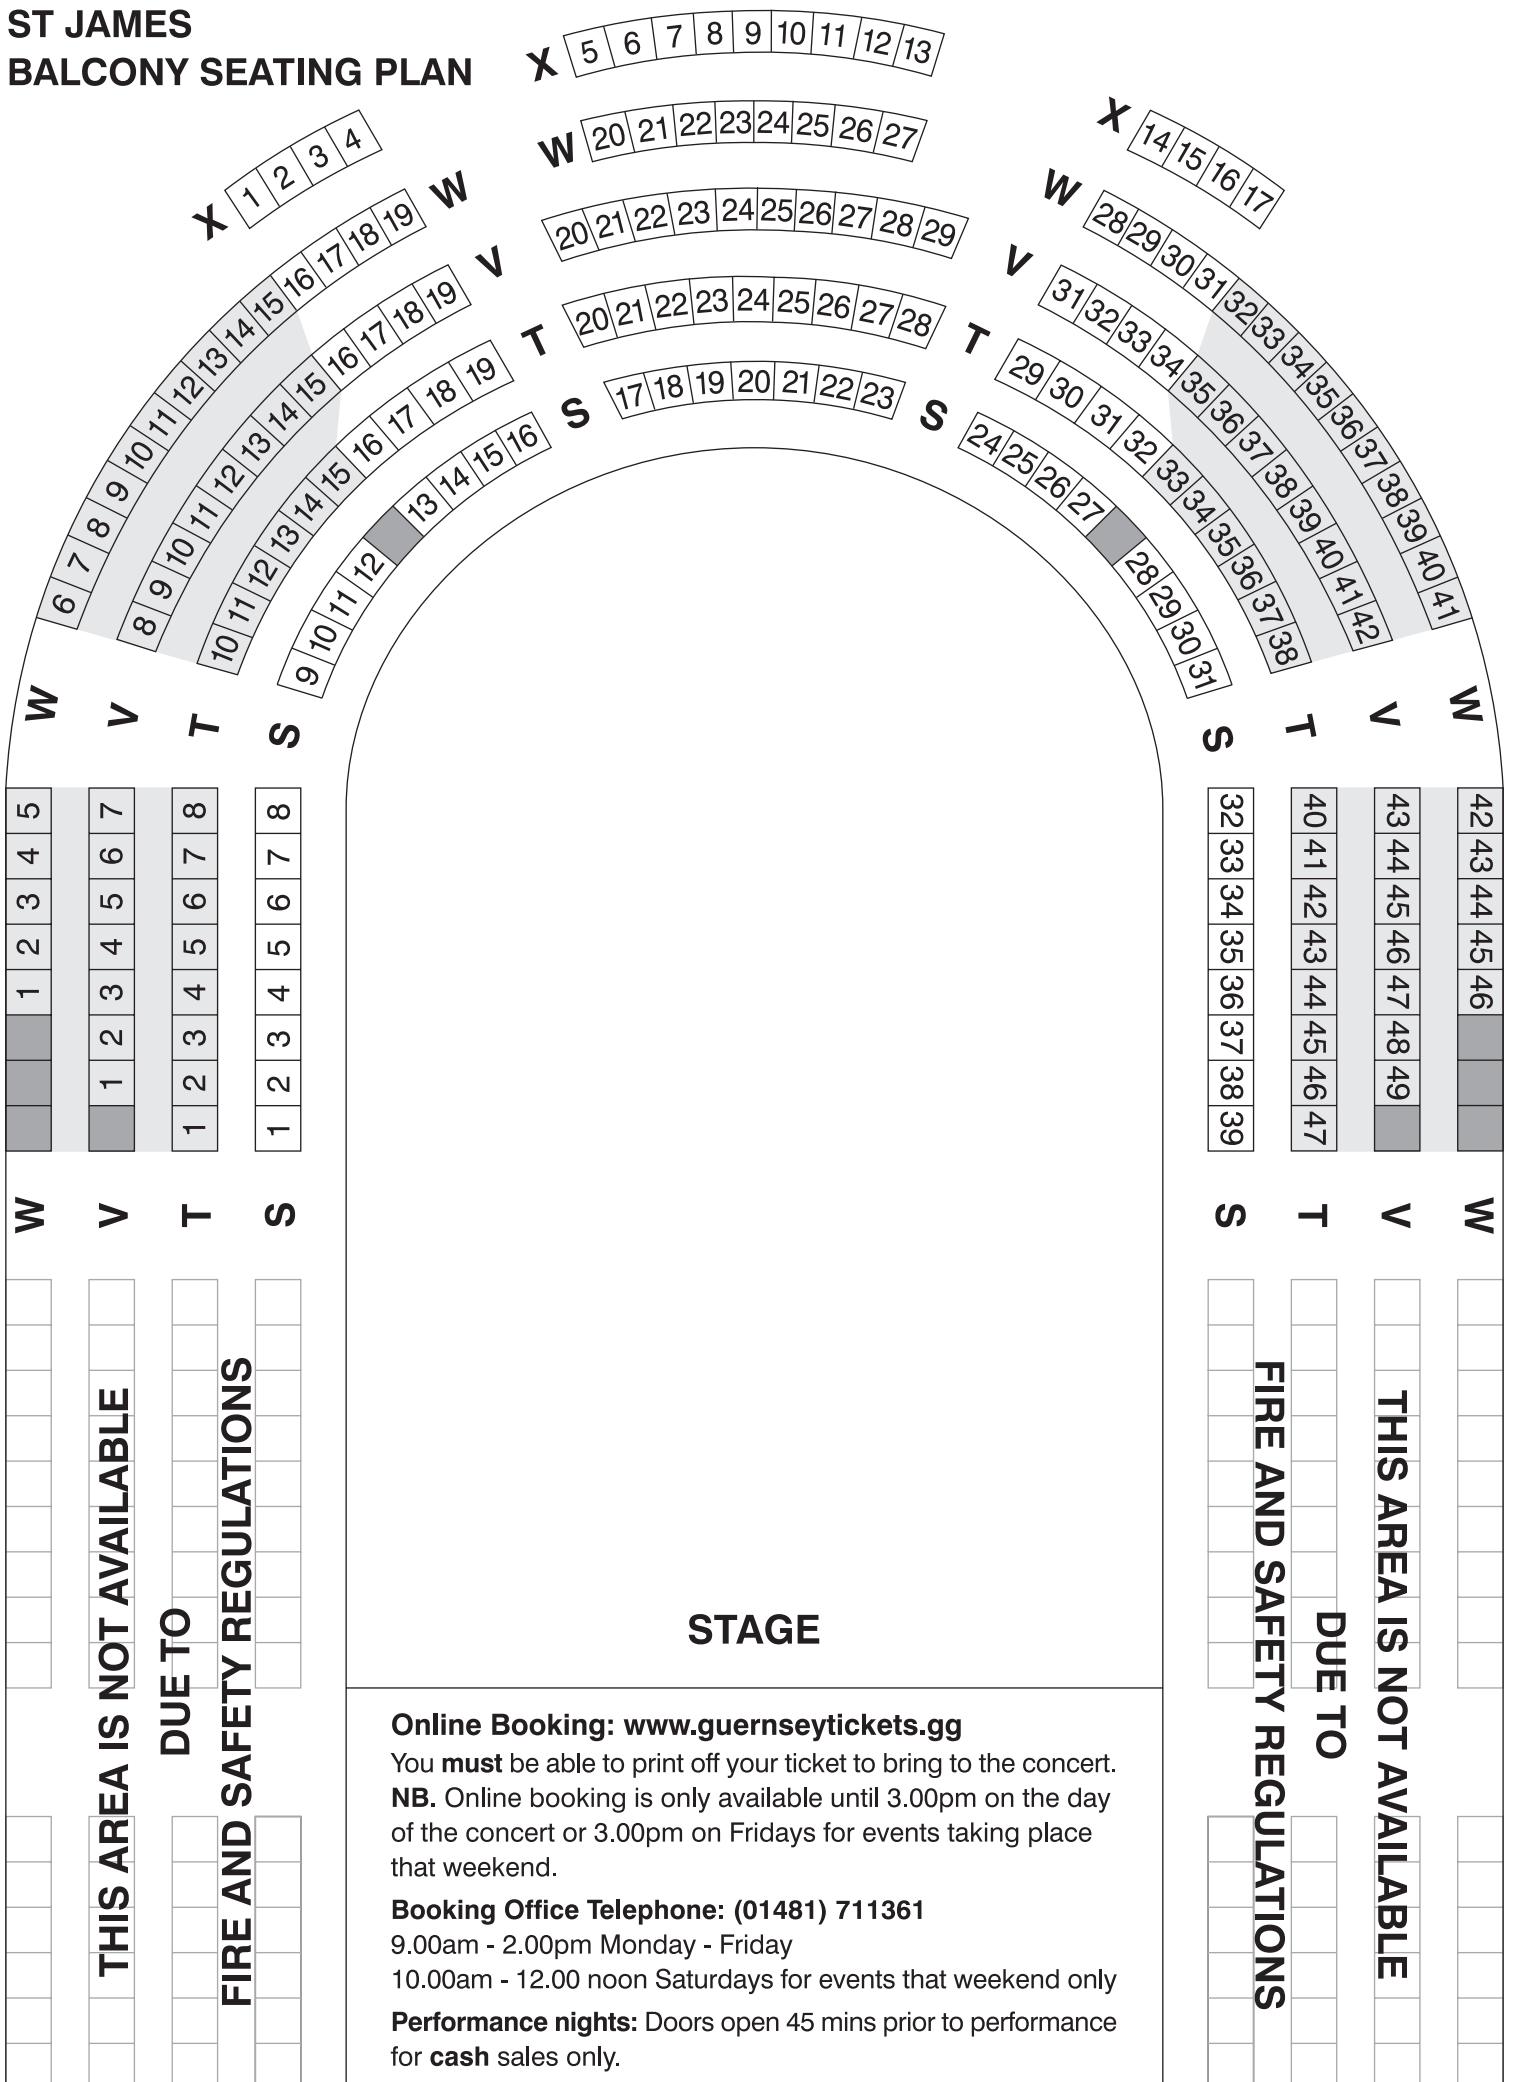 ST JAMES
BALCONY SEATING PLAN
X 5 6 7 8 9 10 11 12 13
X 1 2 3 4
X 14 15 16 17
W 20 21 22 23 24 25 26 27
6 7 8 9 10 11 12 13 14 15 16 17 18 19 W
W 28 29 30 31 32 33 34 35 36 37 38 39 40 41
20 21 22 23 24 25 26 27 28 29
8 9 10 11 12 13 14 15 16 17 18 19 V
V 31 32 33 34 35 36 37 38 39 40 41 42
20 21 22 23 24 25 26 27 28
10 11 12 13 14 15 16 17 18 19 T
T 29 30 31 32 33 34 35 36 37 38
17 18 19 20 21 22 23
9 10 11 12 13 14 15 16 S
S 24 25 26 27 28 29 30 31
W V T S
S T V W
W 1 2 3 4 5
V 1 2 3 4 5 6 7
T 1 2 3 4 5 6 7 8
S 1 2 3 4 5 6 7 8
32 33 34 35 36 37 38 39 S
40 41 42 43 44 45 46 47 T
43 44 45 46 47 48 49 V
42 43 44 45 46 W
THIS AREA IS NOT AVAILABLE
DUE TO
FIRE AND SAFETY REGULATIONS
THIS AREA IS NOT AVAILABLE
DUE TO
FIRE AND SAFETY REGULATIONS
STAGE
Online Booking: www.guernseytickets.gg
You must be able to print off your ticket to bring to the concert.
NB. Online booking is only available until 3.00pm on the day
of the concert or 3.00pm on Fridays for events taking place
that weekend.
Booking Office Telephone: (01481) 711361
9.00am - 2.00pm Monday - Friday
10.00am - 12.00 noon Saturdays for events that weekend only
Performance nights: Doors open 45 mins prior to performance
for cash sales only.